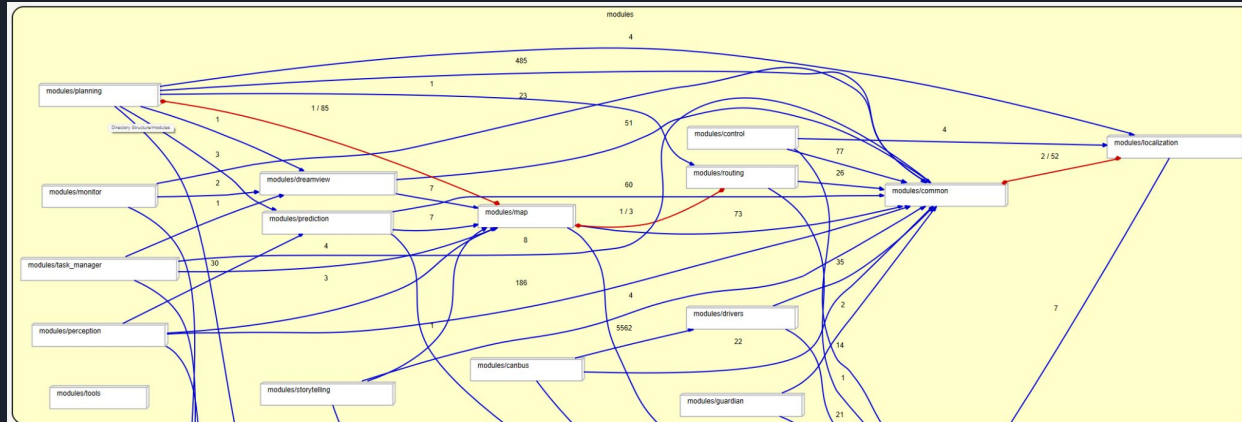 modules
4
485
modules/planning
1
23
1 / 85
1
51
Directory Structure/modules
modules/control
4
modules/localization
77
3
2 / 52
modules/routing
26
modules/dreamview
2
7
60
modules/monitor
modules/common
1
modules/map
1 / 3
73
modules/prediction
7
8
4
30
modules/task_manager
35
3
186
4
2
7
modules/drivers
modules/perception
1
5562
22
14
modules/canbus
1
modules/tools
modules/storytelling
modules/guardian
21